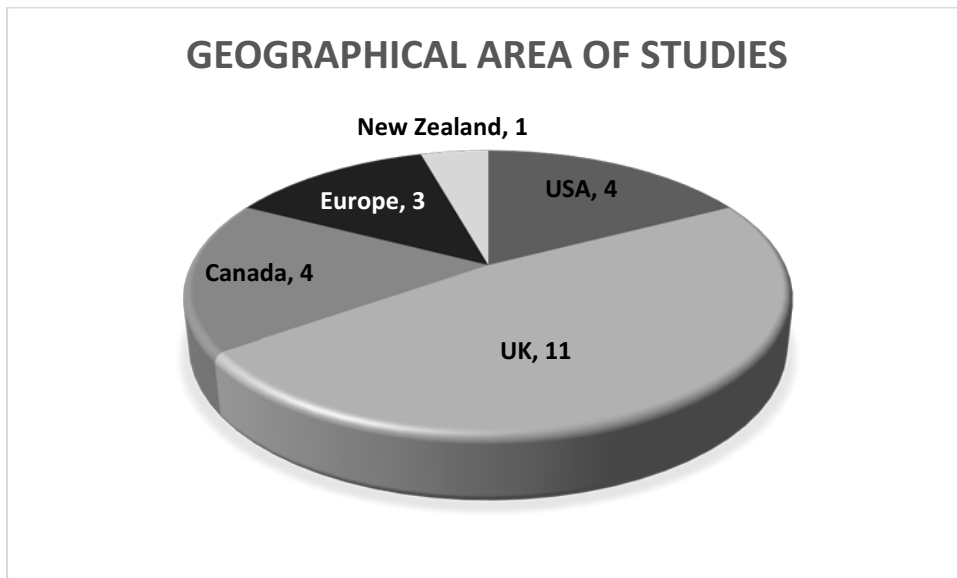 GEOGRAPHICAL AREA OF STUDIES
New Zealand, 1
USA, 4
Europe, 3
Canada, 4
UK, 11